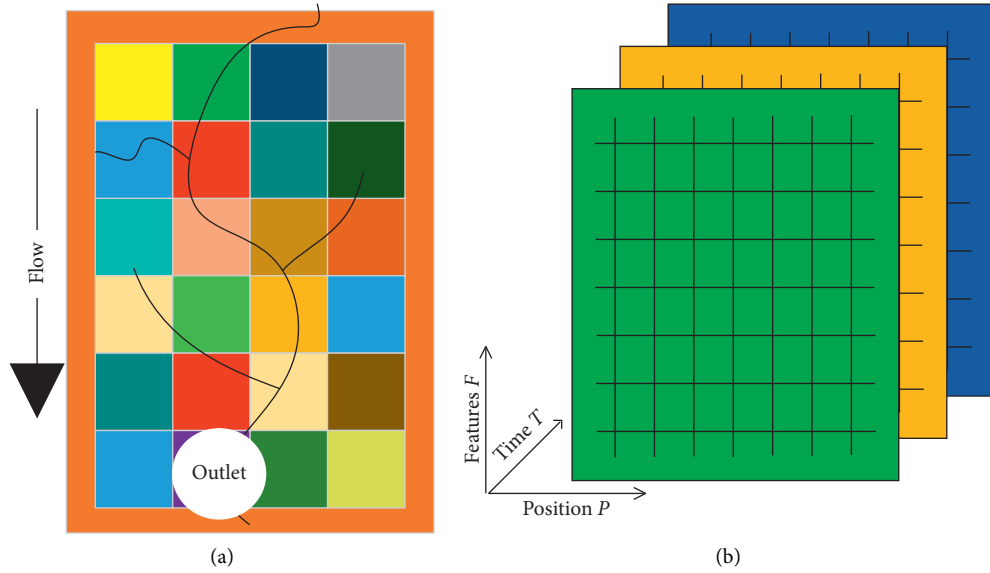 Flow
Outlet
(a)
Features F
Time T
Position P
(b)